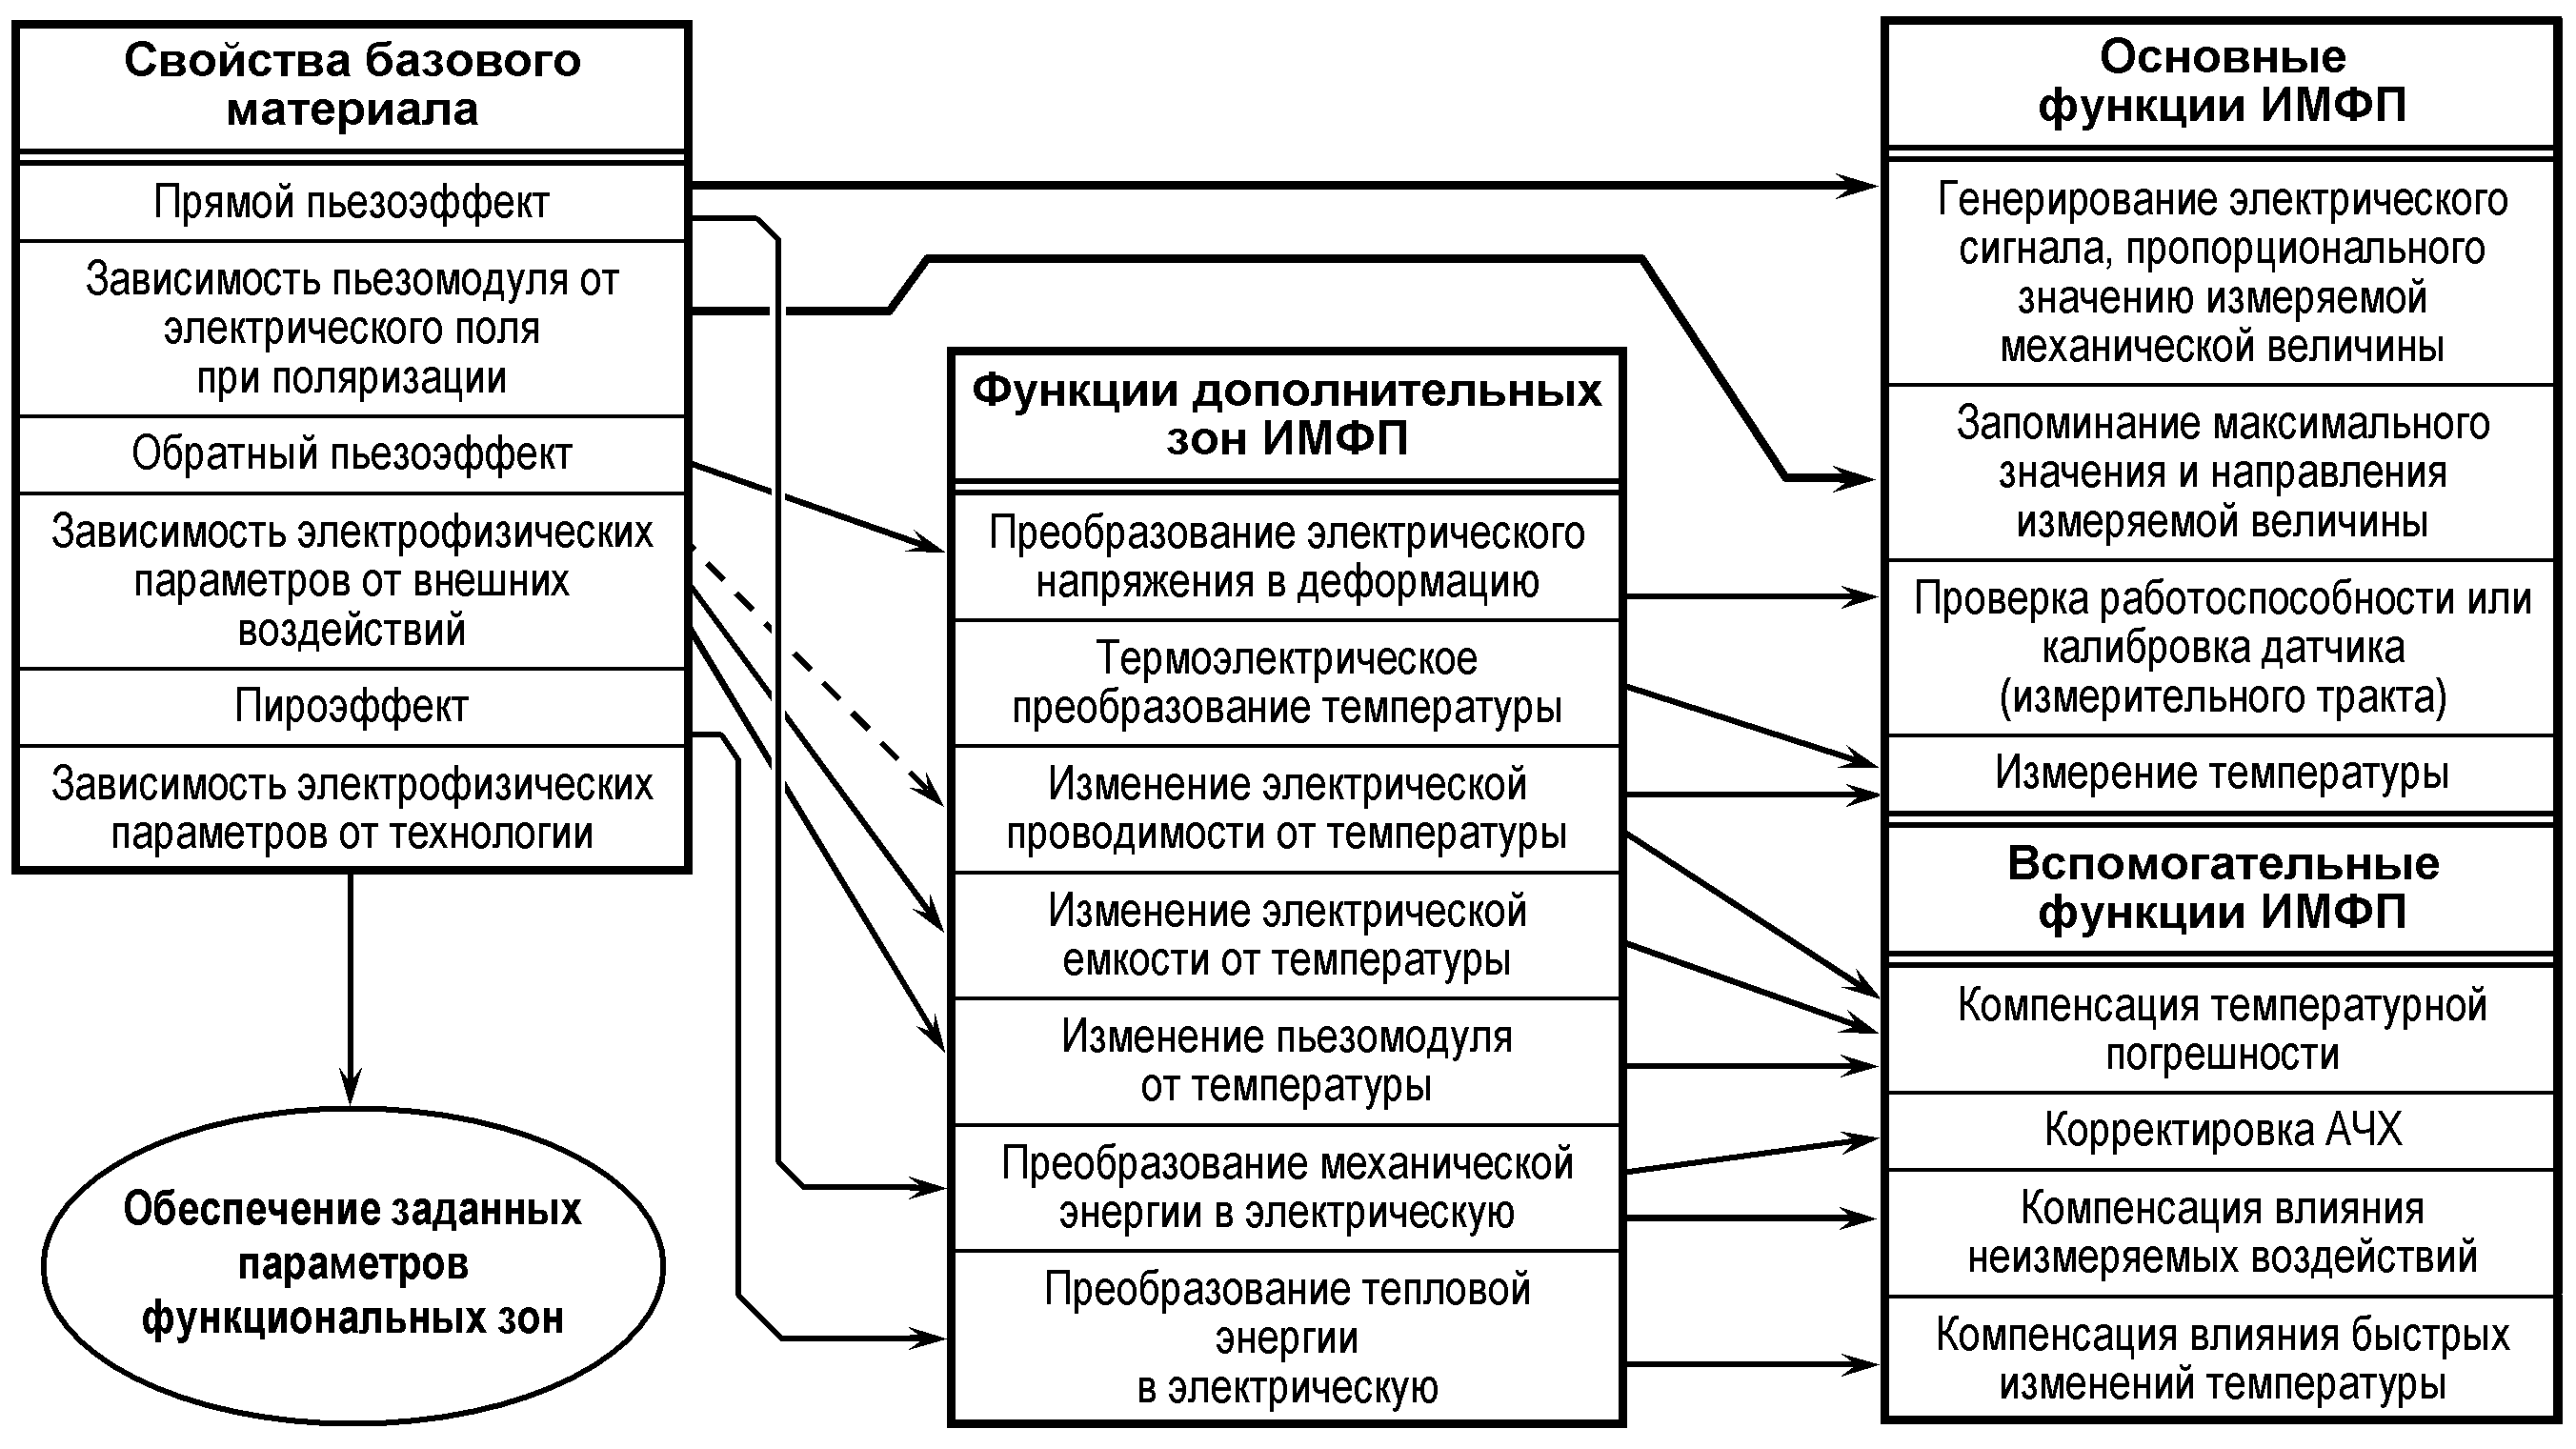 Свойства базового
материала
Прямой пьезоэффект
Зависимость пьезомодуля от
электрического поля
при поляризации
Обратный пьезоэффект
Зависимость электрофизических
параметров от внешних
воздействий
Пироэффект
Зависимость электрофизических
параметров от технологии
Обеспечение заданных
параметров
функциональных зон
Функции дополнительных
зон ИМФП
Преобразование электрического
напряжения в деформацию
Термоэлектрическое
преобразование температуры
Изменение электрической
проводимости от температуры
Изменение электрической
емкости от температуры
Изменение пьезомодуля
от температуры
Преобразование механической
энергии в электрическую
Преобразование тепловой
энергии
в электрическую
Основные
функции ИМФП
Генерирование электрического
сигнала, пропорционального
значению измеряемой
механической величины
Запоминание максимального
значения и направления
измеряемой величины
Проверка работоспособности или
калибровка датчика
(измерительного тракта)
Измерение температуры
Вспомогательные
функции ИМФП
Компенсация температурной
погрешности
Корректировка АЧХ
Компенсация влияния
неизмеряемых воздействий
Компенсация влияния быстрых
изменений температуры